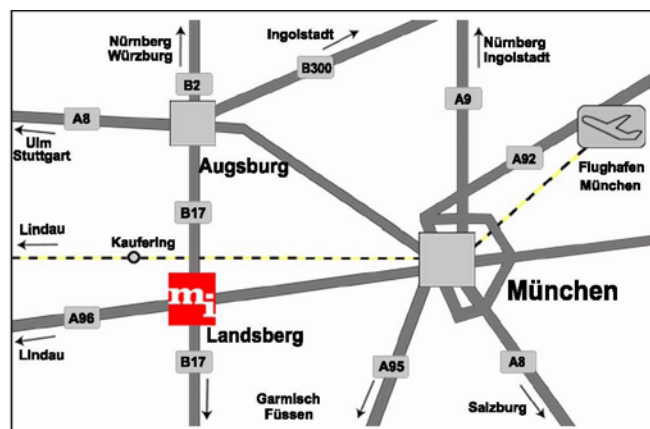 Nürnberg
Würzburg
Ingolstadt
Nürnberg
Ingolstadt
B2
B300
A9
A8
Ulm
Stuttgart
Augsburg
A92
Flughafen
München
B17
Lindau
Kaufering
mi
München
A96
Landsberg
Lindau
B17
A95
A8
Garmisch
Füssen
Salzburg